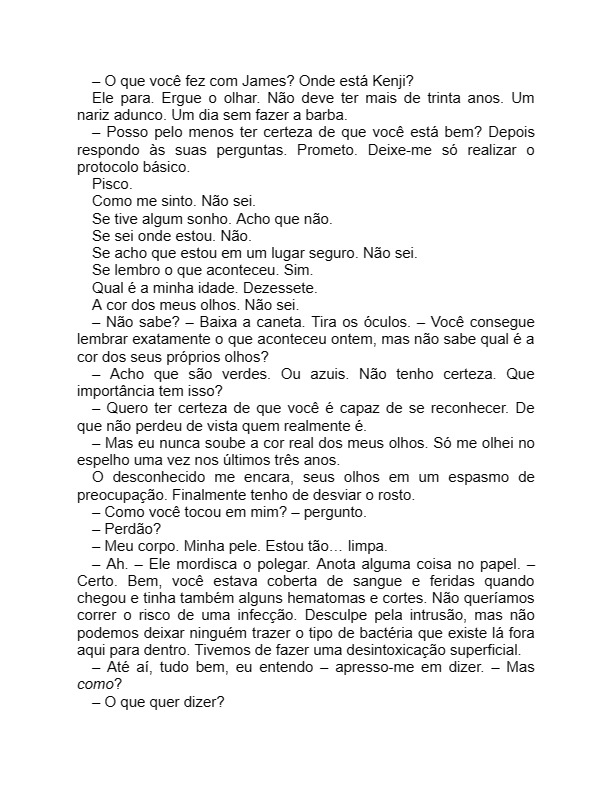 – O que você fez com James? Onde está Kenji?
Ele para. Ergue o olhar. Não deve ter mais de trinta anos. Um
nariz adunco. Um dia sem fazer a barba.
– Posso pelo menos ter certeza de que você está bem? Depois
respondo às suas perguntas. Prometo. Deixe-me só realizar o
protocolo básico.
Pisco.
Como me sinto. Não sei.
Se tive algum sonho. Acho que não.
Se sei onde estou. Não.
Se acho que estou em um lugar seguro. Não sei.
Se lembro o que aconteceu. Sim.
Qual é a minha idade. Dezessete.
A cor dos meus olhos. Não sei.
– Não sabe? – Baixa a caneta. Tira os óculos. – Você consegue
lembrar exatamente o que aconteceu ontem, mas não sabe qual é a
cor dos seus próprios olhos?
– Acho que são verdes. Ou azuis. Não tenho certeza. Que
importância tem isso?
– Quero ter certeza de que você é capaz de se reconhecer. De
que não perdeu de vista quem realmente é.
– Mas eu nunca soube a cor real dos meus olhos. Só me olhei no
espelho uma vez nos últimos três anos.
O desconhecido me encara, seus olhos em um espasmo de
preocupação. Finalmente tenho de desviar o rosto.
– Como você tocou em mim? – pergunto.
– Perdão?
– Meu corpo. Minha pele. Estou tão… limpa.
– Ah. – Ele mordisca o polegar. Anota alguma coisa no papel. –
Certo. Bem, você estava coberta de sangue e feridas quando
chegou e tinha também alguns hematomas e cortes. Não queríamos
correr o risco de uma infecção. Desculpe pela intrusão, mas não
podemos deixar ninguém trazer o tipo de bactéria que existe lá fora
aqui para dentro. Tivemos de fazer uma desintoxicação superficial.
– Até aí, tudo bem, eu entendo – apresso-me em dizer. – Mas
como?
– O que quer dizer?